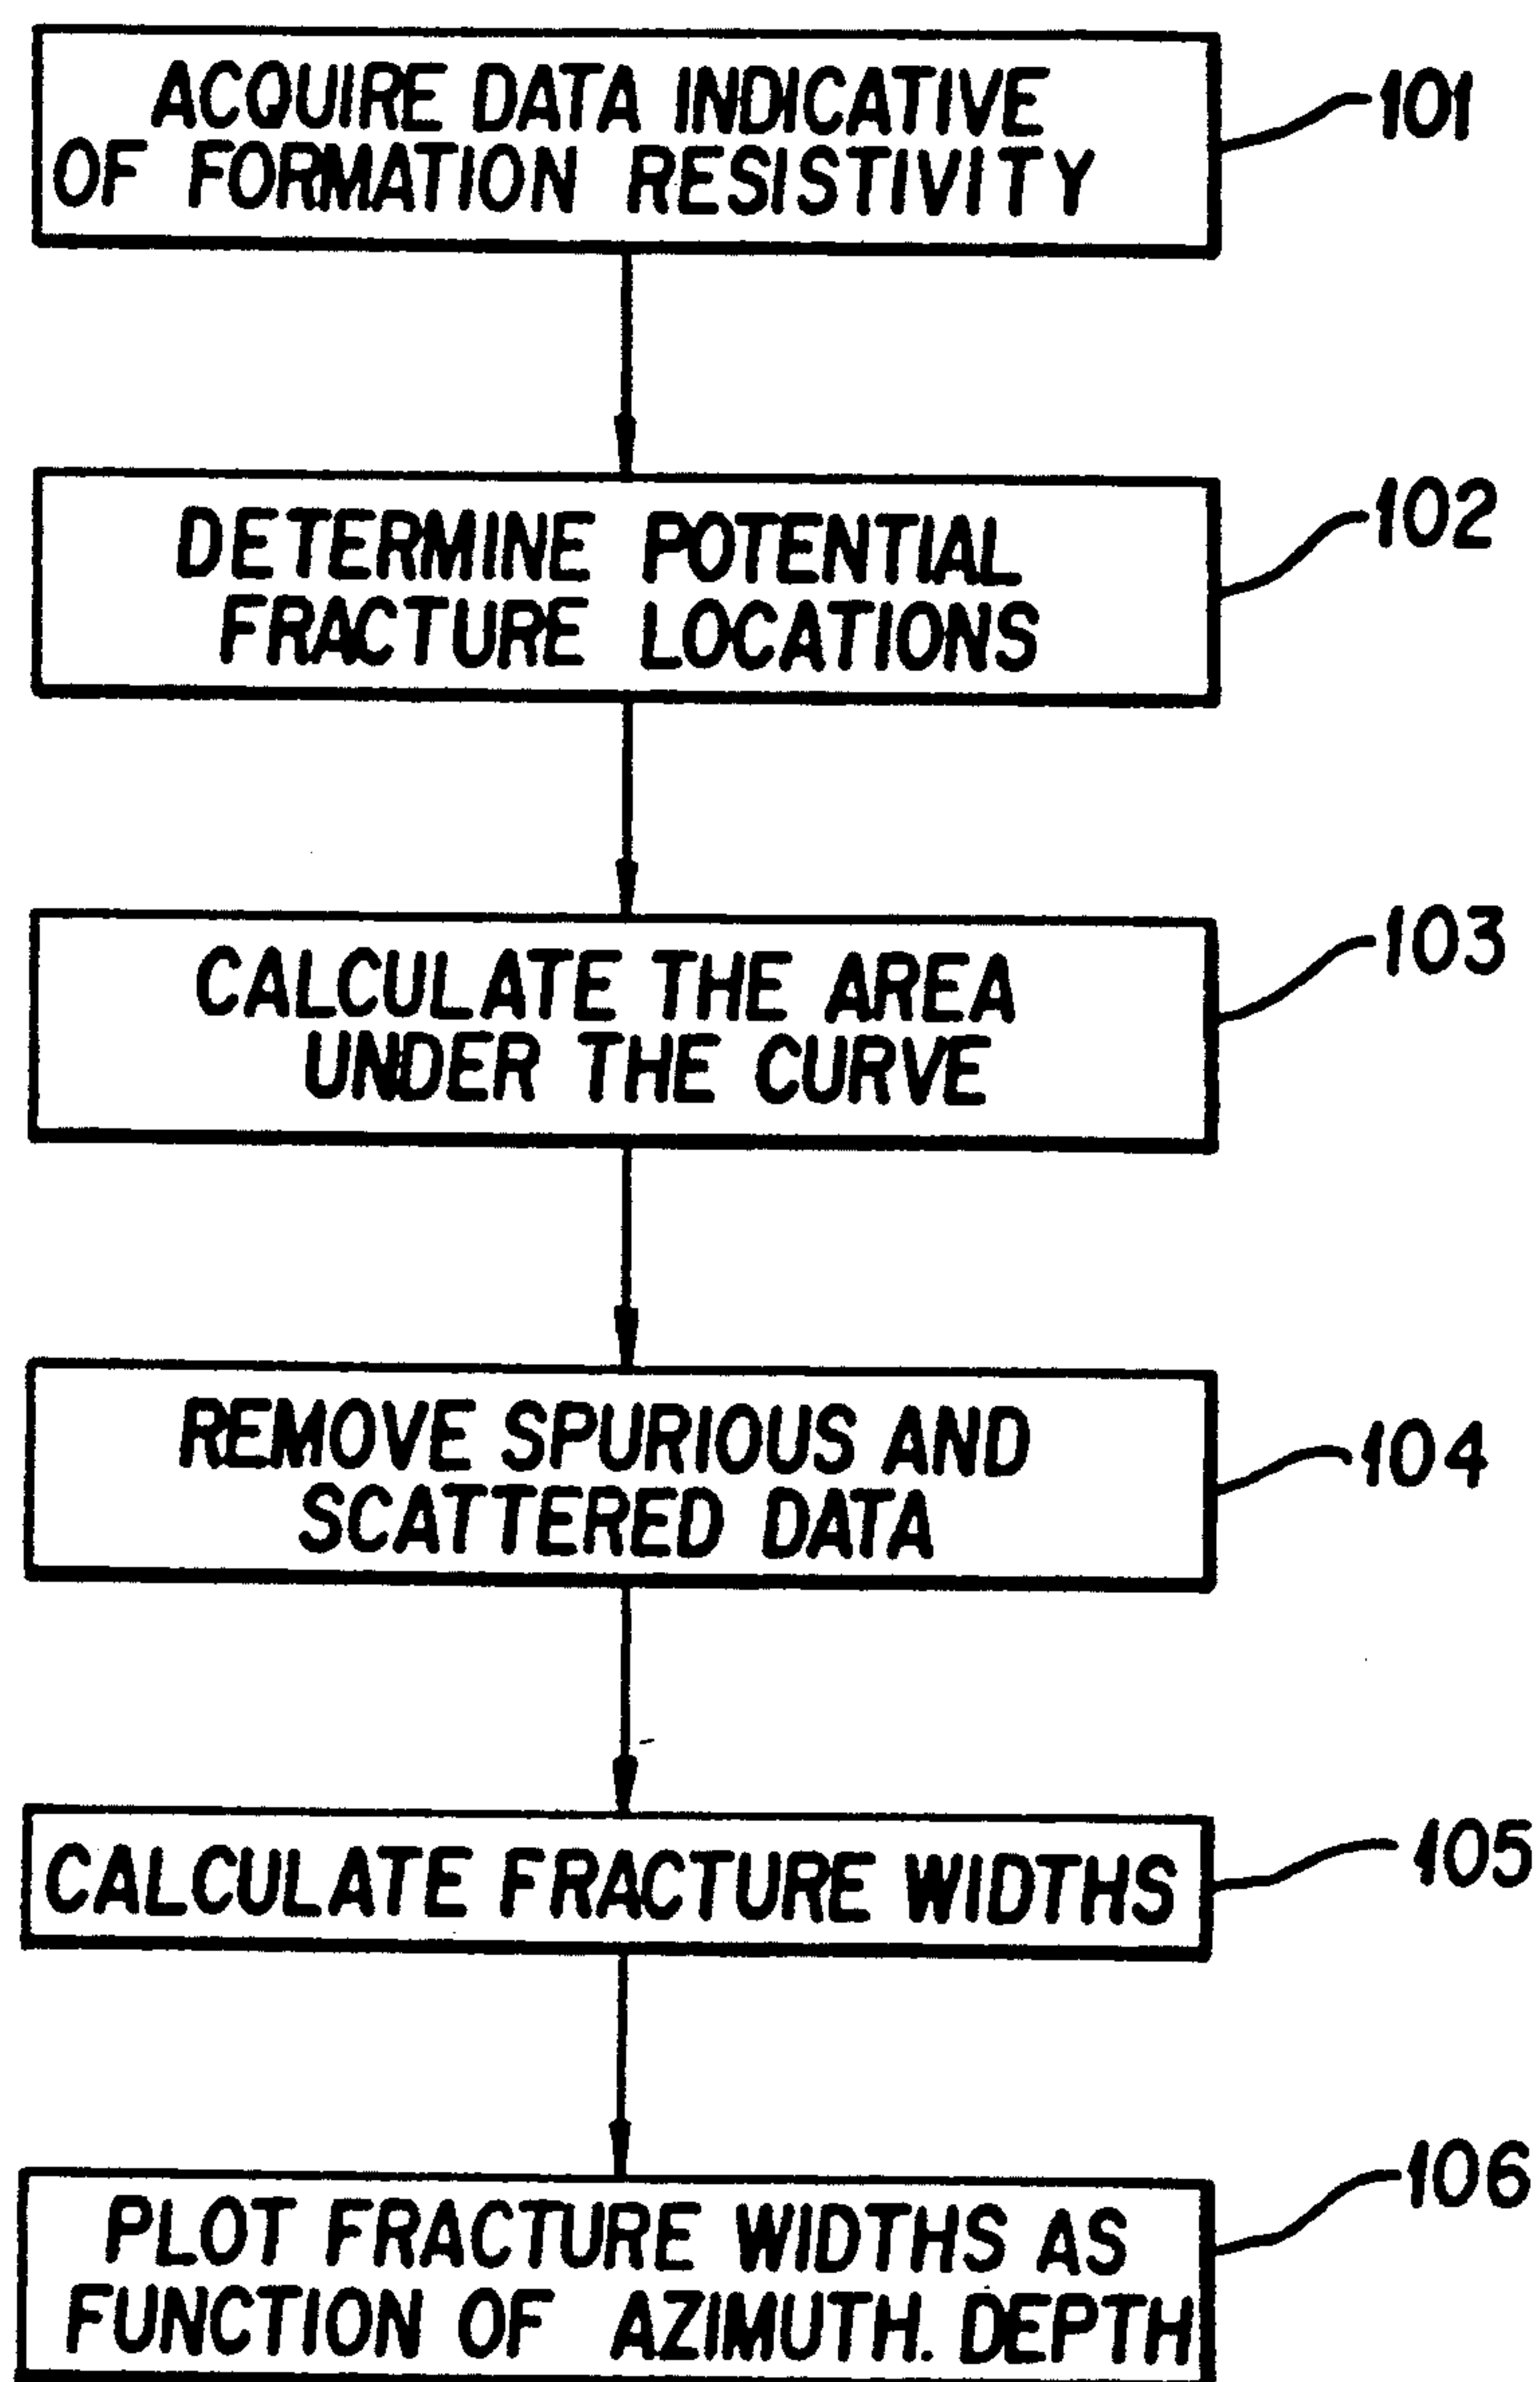 ACQUIRE DATA INDICATIVE
OF FORMATION RESISTIVITY
101
DETERMINE POTENTIAL
FRACTURE LOCATIONS
102
CALCULATE THE AREA
UNDER THE CURVE
103
REMOVE SPURIOUS AND
SCATTERED DATA
104
CALCULATE FRACTURE WIDTHS
105
PLOT FRACTURE WIDTHS AS
FUNCTION OF AZIMUTH. DEPTH
106